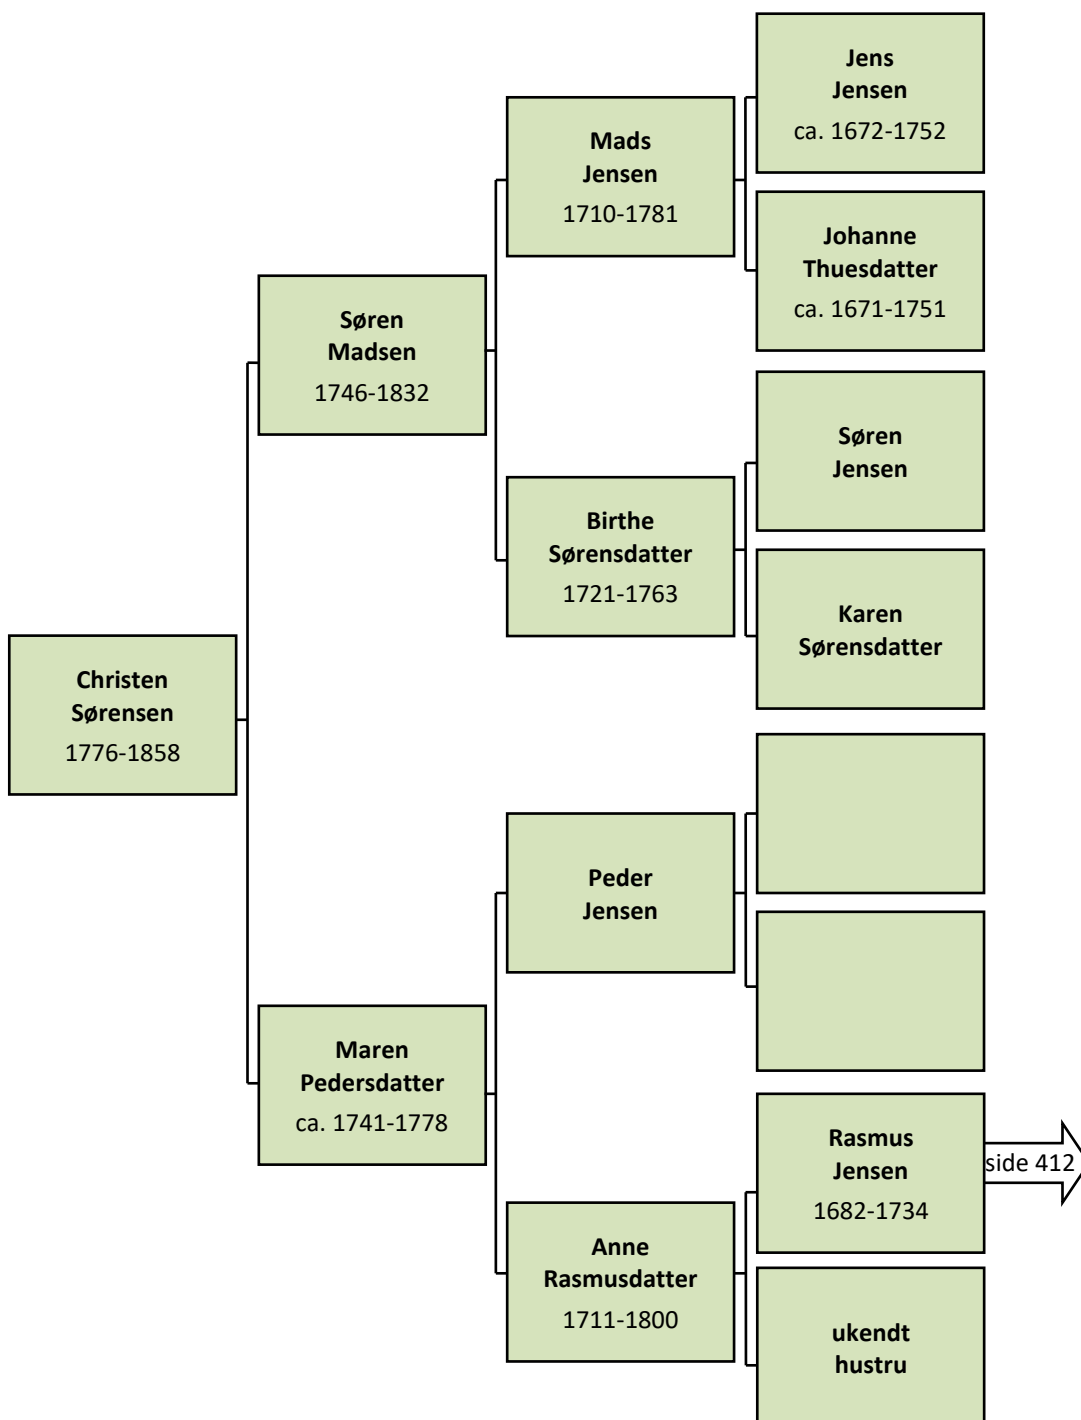 Jens
Jensen
ca. 1672-1752
Mads
Jensen
1710-1781
Johanne
Thuesdatter
ca. 1671-1751
Søren
Madsen
1746-1832
Søren
Jensen
Birthe
Sørensdatter
1721-1763
Karen
Sørensdatter
Christen
Sørensen
1776-1858
Peder
Jensen
Maren
Pedersdatter
ca. 1741-1778
Rasmus
Jensen
1682-1734
side 412
Anne
Rasmusdatter
1711-1800
ukendt
hustru